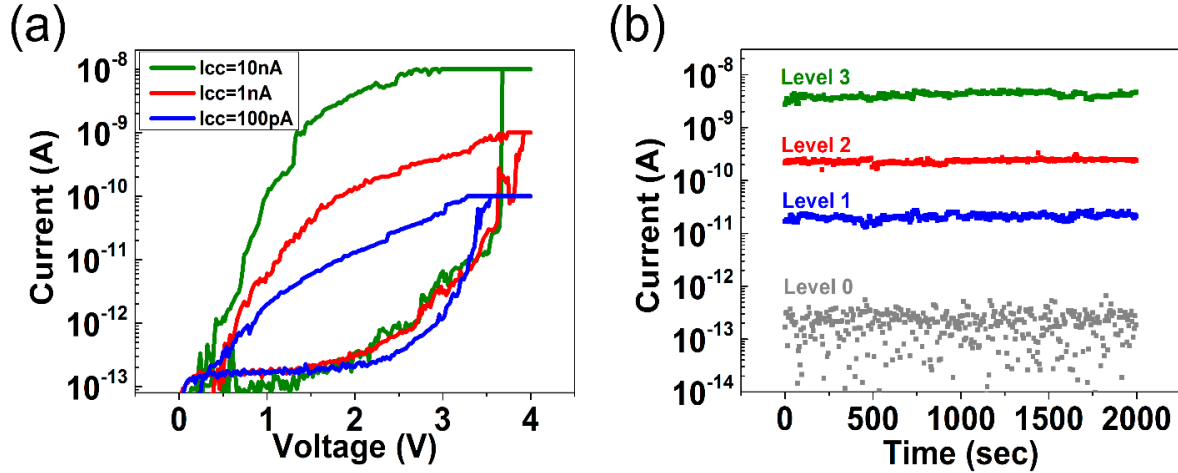 (a)
Icc=10nA
Icc=1nA
Icc=100pA
Current (A)
10⁻⁸
10⁻⁹
10⁻¹⁰
10⁻¹¹
10⁻¹²
10⁻¹³
0 1 2 3 4
Voltage (V)
(b)
Current (A)
10⁻⁸
10⁻⁹
10⁻¹⁰
10⁻¹¹
10⁻¹²
10⁻¹³
10⁻¹⁴
Level 3
Level 2
Level 1
Level 0
0 500 1000 1500 2000
Time (sec)